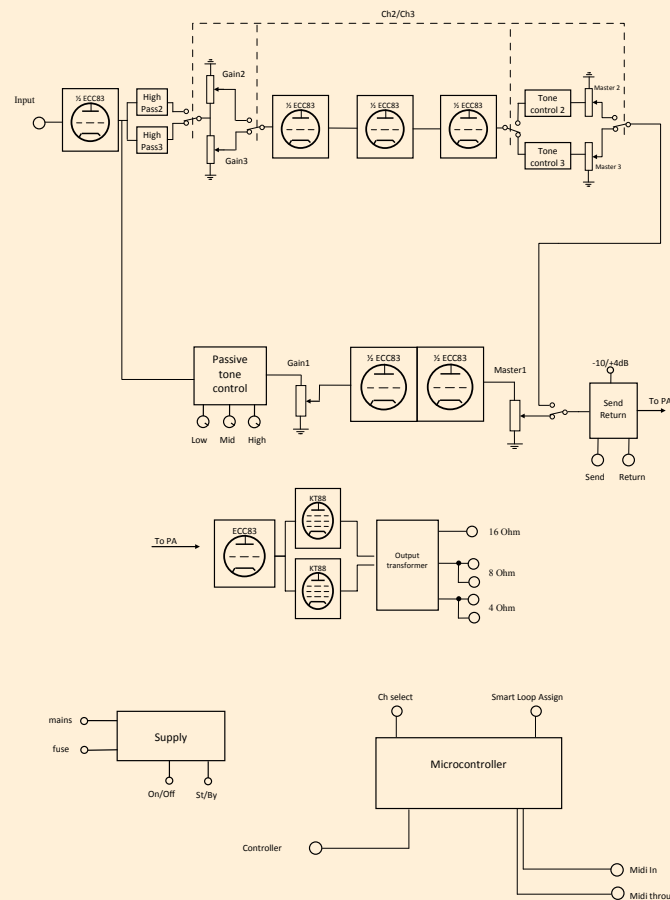 Ch2/Ch3
Input
½ ECC83
High
Pass2
High
Pass3
Gain2
Gain3
½ ECC83
½ ECC83
½ ECC83
Tone
control 2
Tone
control 3
Master 2
Master 3
Passive
tone
control
Low
Mid
High
Gain1
½ ECC83
½ ECC83
Master1
-10/+4dB
Send
Return
To PA
Send
Return
To PA
ECC83
KT88
KT88
Output
transformer
16 Ohm
8 Ohm
4 Ohm
mains
fuse
Supply
On/Off
St/By
Ch select
Smart Loop Assign
Microcontroller
Controller
Midi In
Midi throu